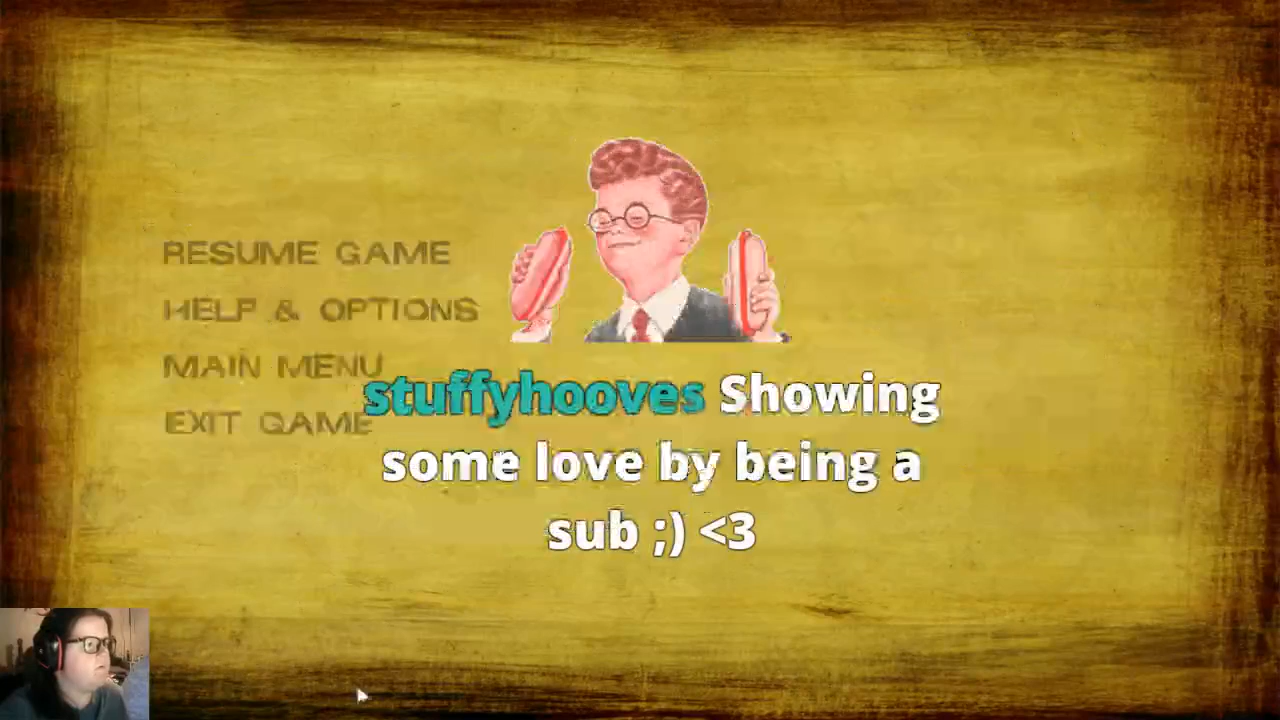 RESUME GAME
HELP & OPTIONS
MAIN MENU
EXIT GAME
stuffyhooves Showing
some love by being a
sub ;) <3